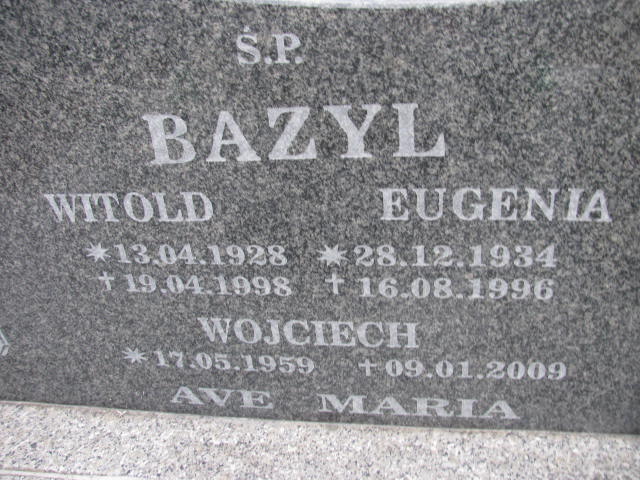 Ś.P.
BAZYL
WITOLD EUGENIA
*13.04.1928 *28.12.1934
†19.04.1998 †16.08.1996
WOJCIECH
*17.05.1959 †09.01.2009
AVE MARIA